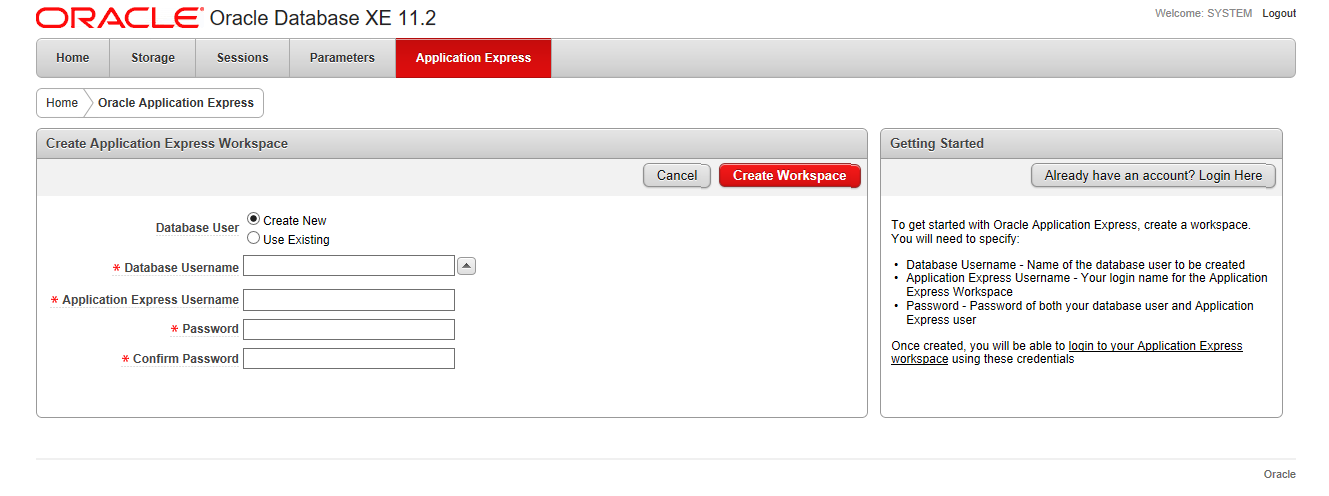 ORACLE® Oracle Database XE 11.2
Welcome: SYSTEM Logout
Home Storage Sessions Parameters Application Express
Home Oracle Application Express
Create Application Express Workspace
Cancel Create Workspace
Database User
Create New
Use Existing
* Database Username
* Application Express Username
* Password
* Confirm Password
Getting Started
Already have an account? Login Here
To get started with Oracle Application Express, create a workspace.
You will need to specify:
• Database Username - Name of the database user to be created
• Application Express Username - Your login name for the Application
Express Workspace
• Password - Password of both your database user and Application
Express user
Once created, you will be able to login to your Application Express
workspace using these credentials
Oracle